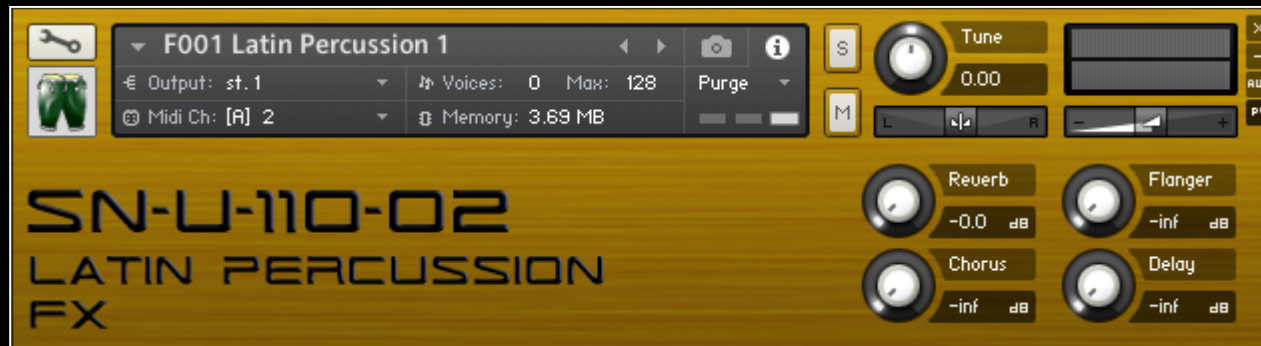 F001 Latin Percussion 1
Output: st. 1
Voices: 0 Max: 128
Purge
Midi Ch: [A] 2
Memory: 3.69 MB
S
M
Tune
0.00
L R
- +
SN-U-110-02
LATIN PERCUSSION
FX
Reverb
-0.0 dB
Flanger
-inf dB
Chorus
-inf dB
Delay
-inf dB